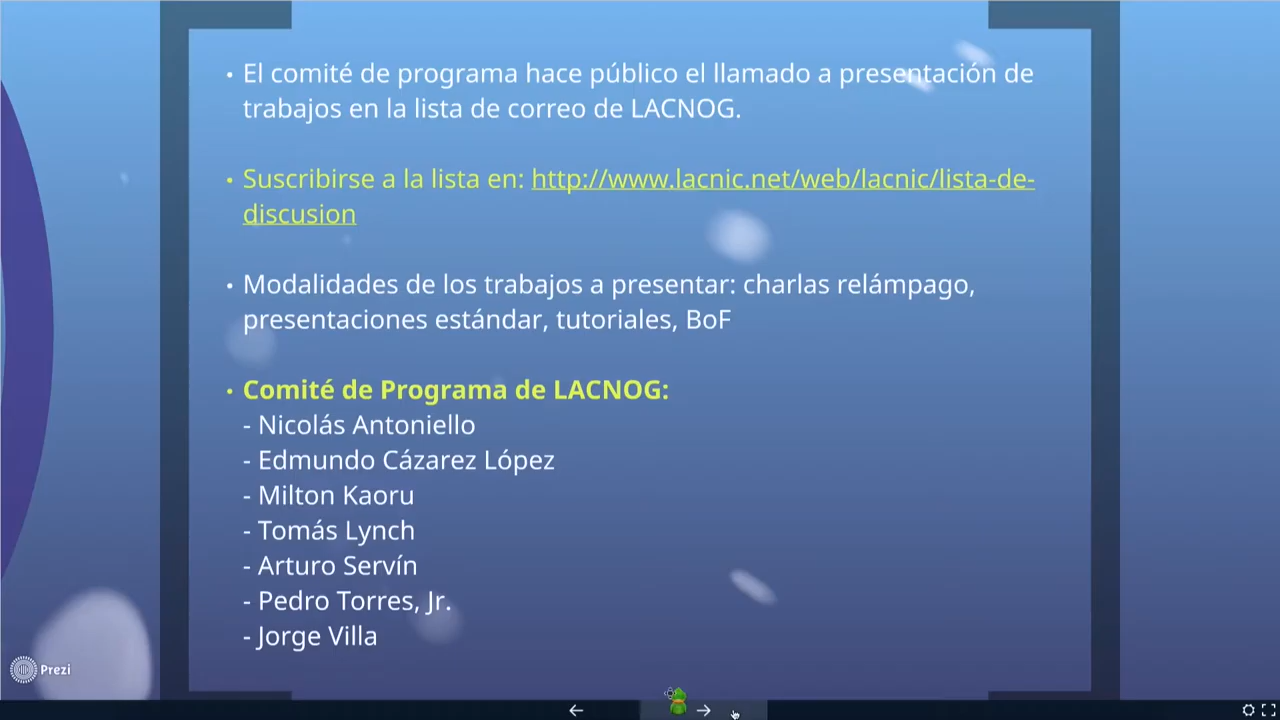 • El comité de programa hace público el llamado a presentación de
trabajos en la lista de correo de LACNOG.
• Suscribirse a la lista en: http://www.lacnic.net/web/lacnic/lista-de-
discusion
• Modalidades de los trabajos a presentar: charlas relámpago,
presentaciones estándar, tutoriales, BoF
• Comité de Programa de LACNOG:
- Nicolás Antoniello
- Edmundo Cázarez López
- Milton Kaoru
- Tomás Lynch
- Arturo Servín
- Pedro Torres, Jr.
- Jorge Villa
Prezi